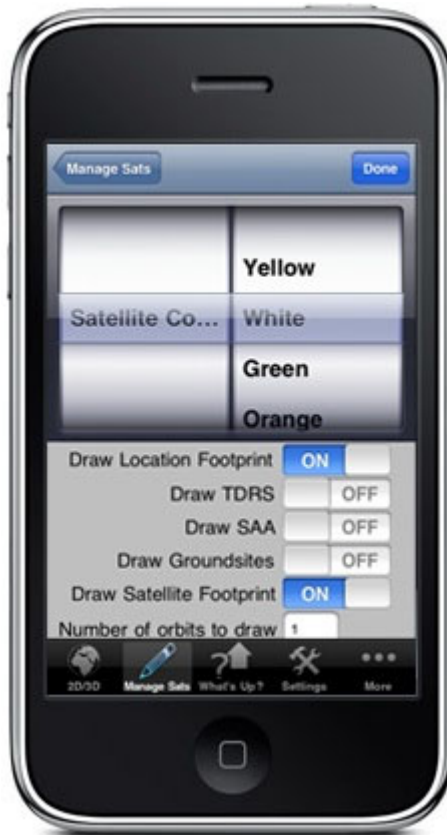 Manage Sats
Done
Yellow
Satellite Co... White
Green
Orange
Draw Location Footprint ON
Draw TDRS OFF
Draw SAA OFF
Draw Groundsites OFF
Draw Satellite Footprint ON
Number of orbits to draw 1
2D/3D Manage Sats What's Up? Settings More